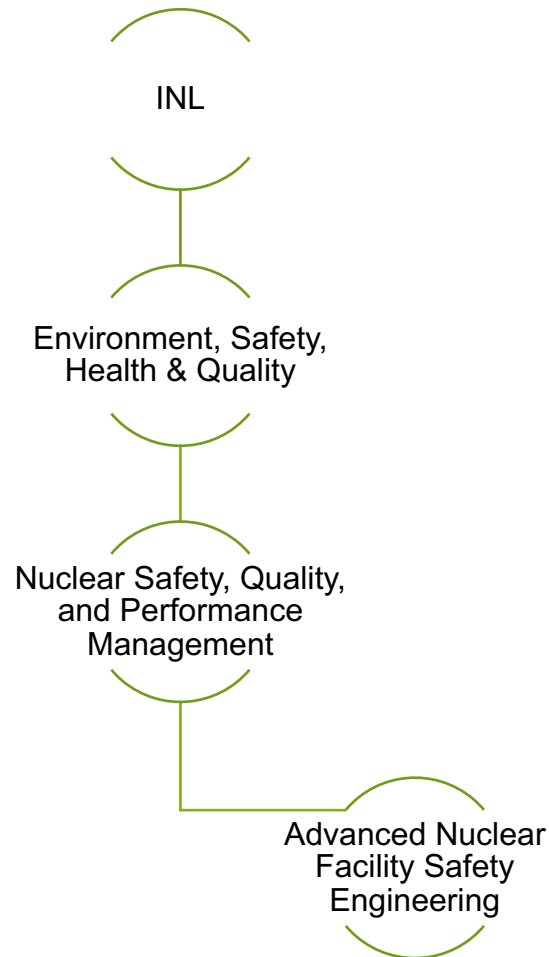 INL
Environment, Safety,
Health & Quality
Nuclear Safety, Quality,
and Performance
Management
Advanced Nuclear
Facility Safety
Engineering